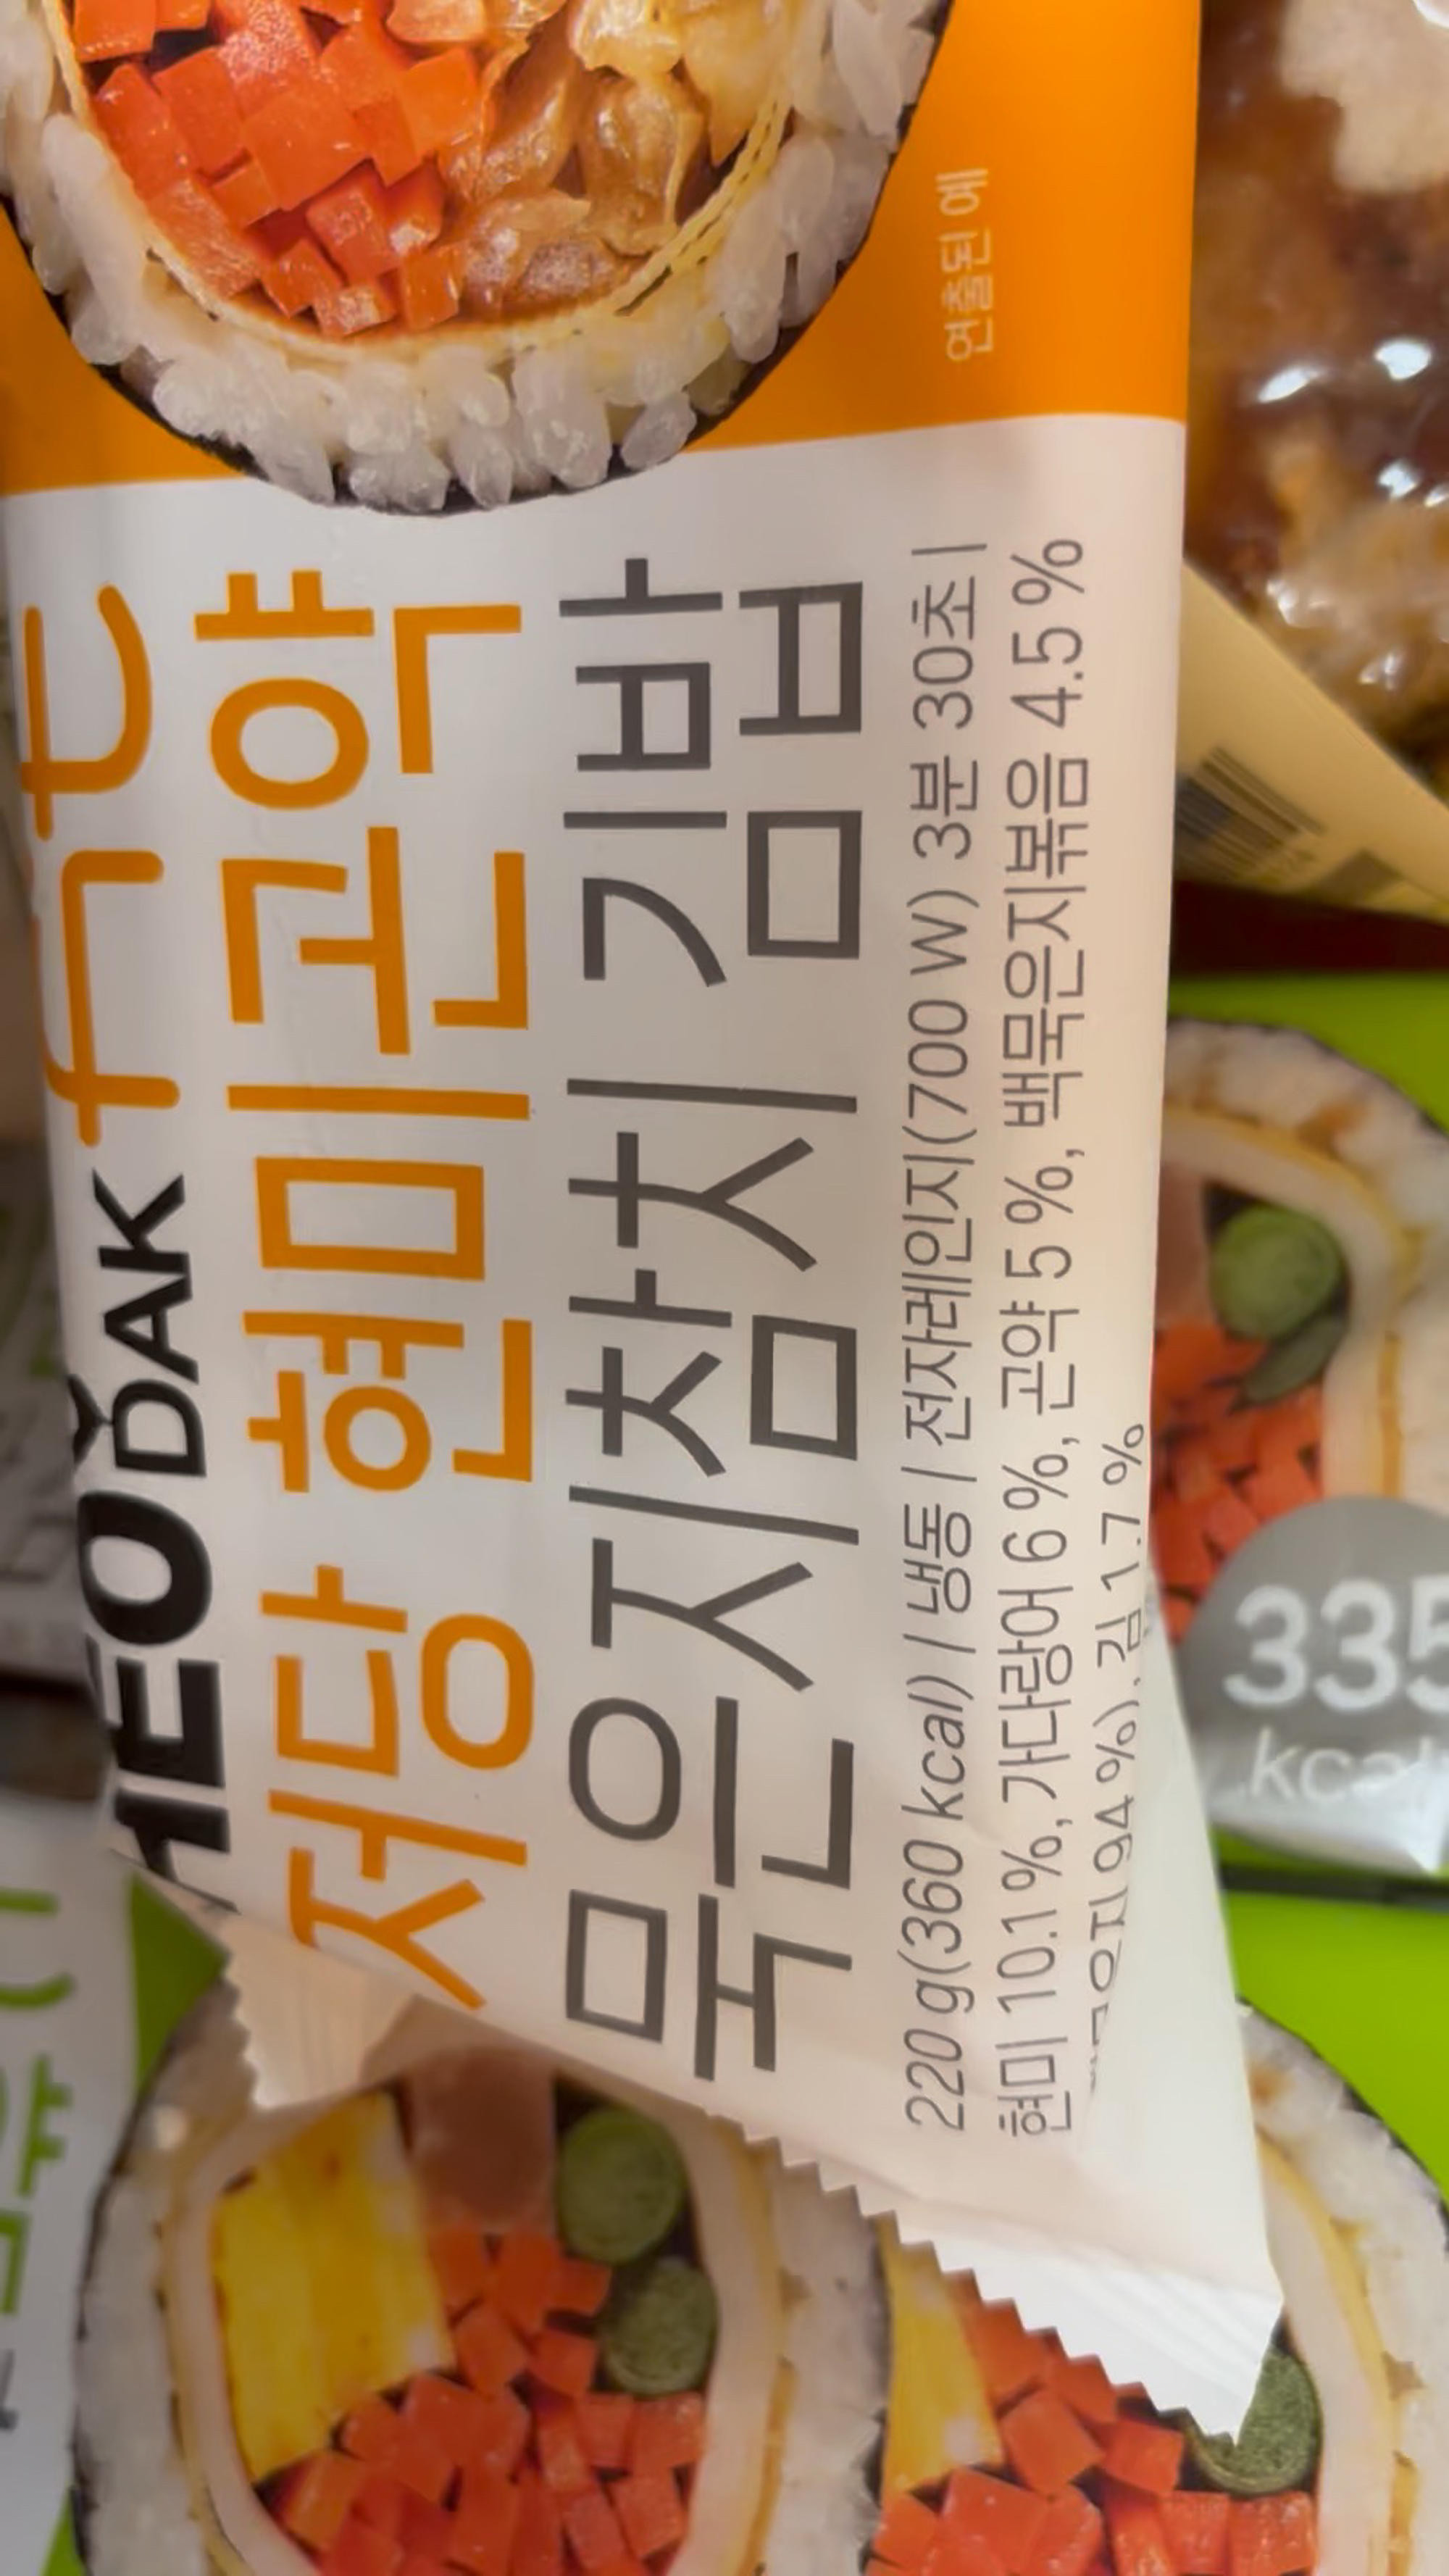 HEO DAK
저당 현미곤약
묵은지참치 김밥
220 g(360 kcal) | 냉동 | 전자레인지(700 W) 3분 30초 |
현미 10.1 %, 가다랑어 6 %, 곤약 5 %, 백묵은지볶음 4.5 %
94 %), 김 1.7 %
연출된 예
335
kcal